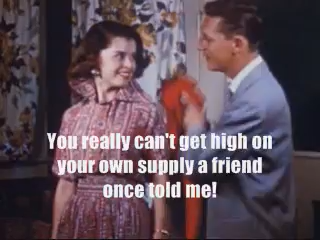 You really can't get high on
your own supply a friend
once told me!